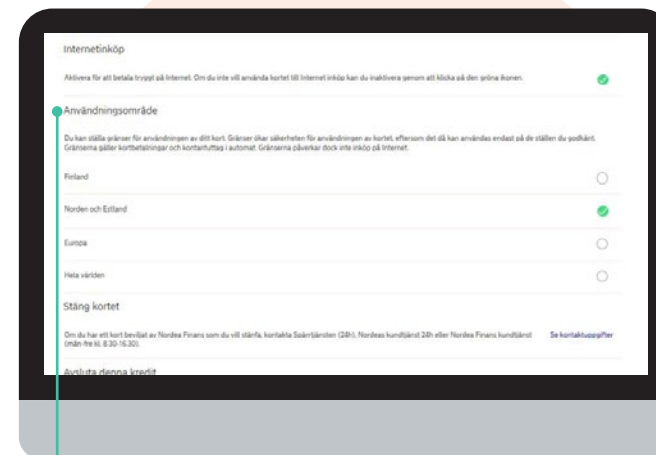 Internetinköp
Aktivera för att betala tryggt på Internet. Om du inte vill använda kortet till Internet inköp kan du inaktivera genom att klicka på den gröna ikonen.
Användningsområde
Du kan ställa gränser för användningen av ditt kort. Gränser ökar säkerheten för användningen av kortet, eftersom det då kan användas endast på de ställen du godkänt.
Gränserna gäller kortbetalningar och kontantuttag i automat. Gränserna påverkar dock inte inköp på Internet.
Finland
Norden och Estland
Europa
Hela världen
Stäng kortet
Om du har ett kort beviljat av Nordea Finans som du vill stänfa, kontakta Spärrtjänsten (24h), Nordeas kundtjänst 24h eller Nordea Finans kundtjänst Se kontaktuppgifter
(mån-fre kl. 8.30-16.30).
Avsluta denna kredit